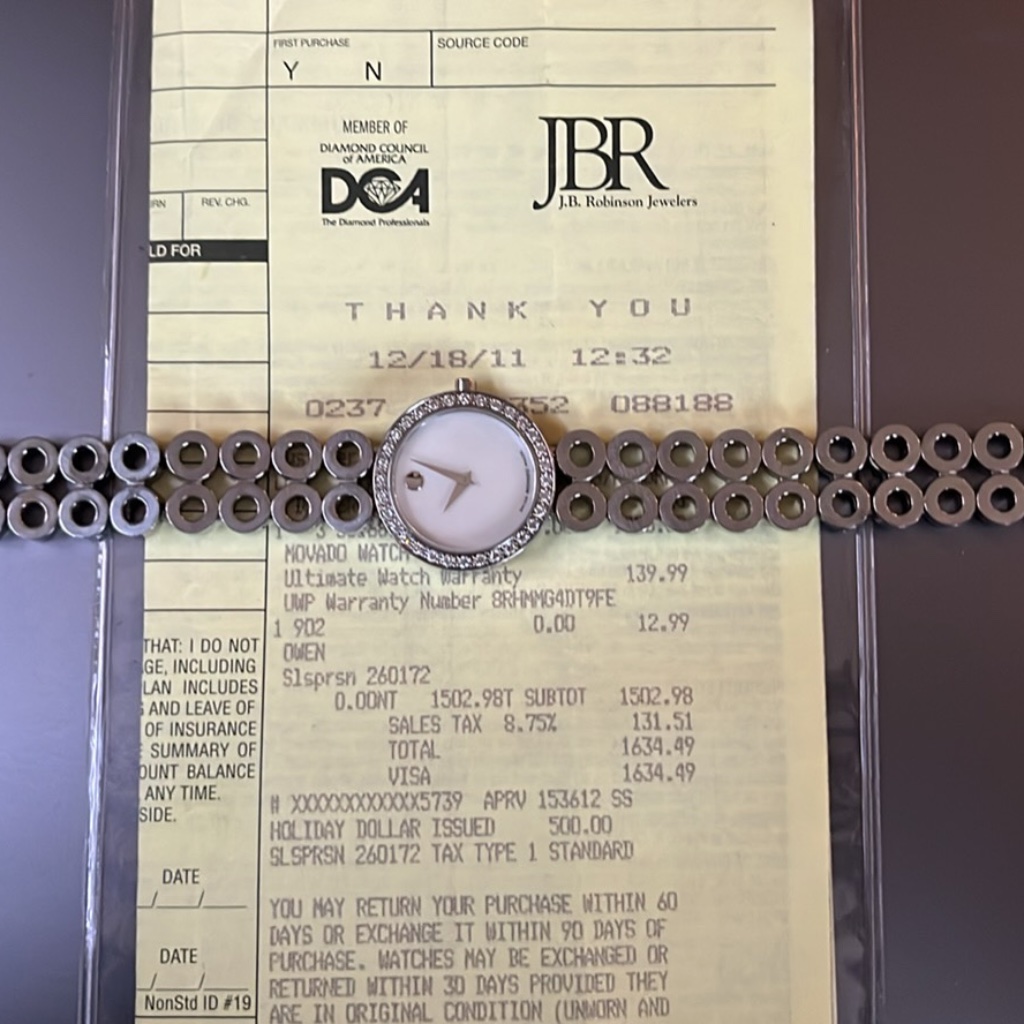 FIRST PURCHASE
Y N
SOURCE CODE
MEMBER OF
DIAMOND COUNCIL
of AMERICA
DCA
The Diamond Professionals
JBR
J.B. Robinson Jewelers
REV. CHG.
LD FOR
THANK YOU
12/18/11 12:32
0237 352 088188
MOVADO WATCH
Ultimate Watch Warranty 139.99
UWP Warranty Number 8RHMMG4DT9FE
1 902 0.00 12.99
OWEN
Slsprsn 260172
0.00NT 1502.98T SUBTOT 1502.98
SALES TAX 8.75% 131.51
TOTAL 1634.49
VISA 1634.49
# XXXXXXXXXXXX5739 APRV 153612 SS
HOLIDAY DOLLAR ISSUED 500.00
SLSPRSN 260172 TAX TYPE 1 STANDARD
YOU MAY RETURN YOUR PURCHASE WITHIN 60
DAYS OR EXCHANGE IT WITHIN 90 DAYS OF
PURCHASE. WATCHES MAY BE EXCHANGED OR
RETURNED WITHIN 30 DAYS PROVIDED THEY
ARE IN ORIGINAL CONDITION (UNWORN AND
THAT: I DO NOT
GE, INCLUDING
LAN INCLUDES
AND LEAVE OF
OF INSURANCE
SUMMARY OF
OUNT BALANCE
ANY TIME.
SIDE.
DATE
/ /
DATE
/ /
NonStd ID #19